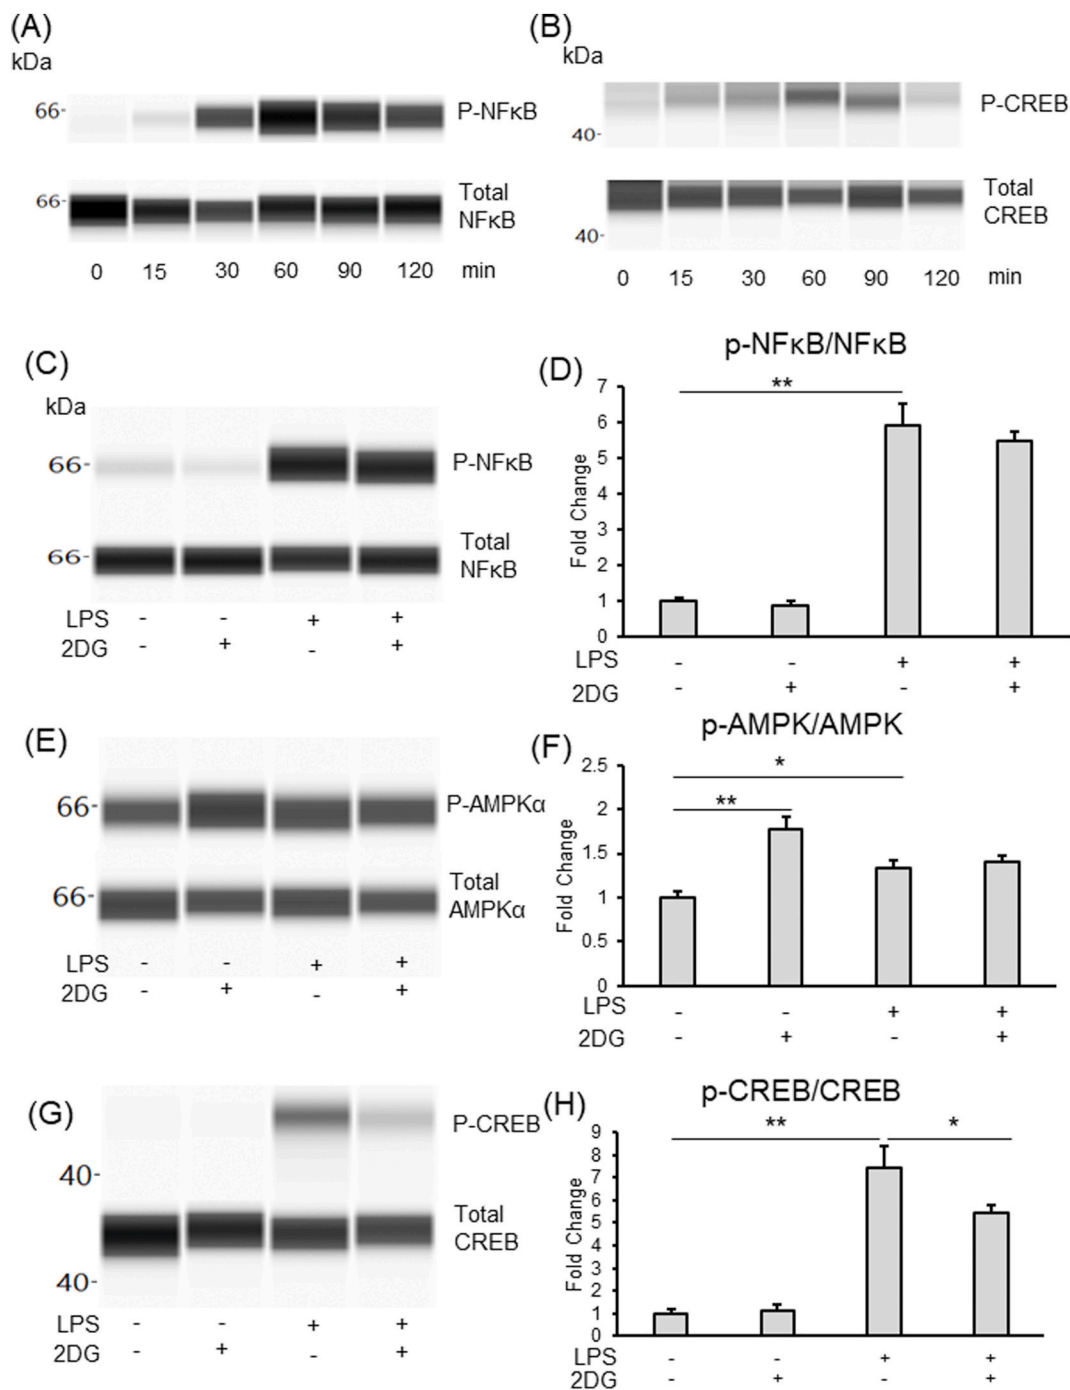 (A)
kDa
66-
P-NFκB
66-
Total
NFκB
0 15 30 60 90 120 min
(B)
kDa
P-CREB
40-
Total
CREB
40-
0 15 30 60 90 120 min
(C)
kDa
66-
P-NFκB
66-
Total
NFκB
LPS - - + +
2DG - + - +
(D)
p-NFκB/NFκB
**
Fold Change
7
6
5
4
3
2
1
0
LPS - - + +
2DG - + - +
(E)
66-
P-AMPKα
66-
Total
AMPKα
LPS - - + +
2DG - + - +
(F)
p-AMPK/AMPK
*
**
Fold Change
2.5
2
1.5
1
0.5
0
LPS - - + +
2DG - + - +
(G)
P-CREB
40-
Total
CREB
40-
LPS - - + +
2DG - + - +
(H)
p-CREB/CREB
** *
Fold Change
9
8
7
6
5
4
3
2
1
0
LPS - - + +
2DG - + - +